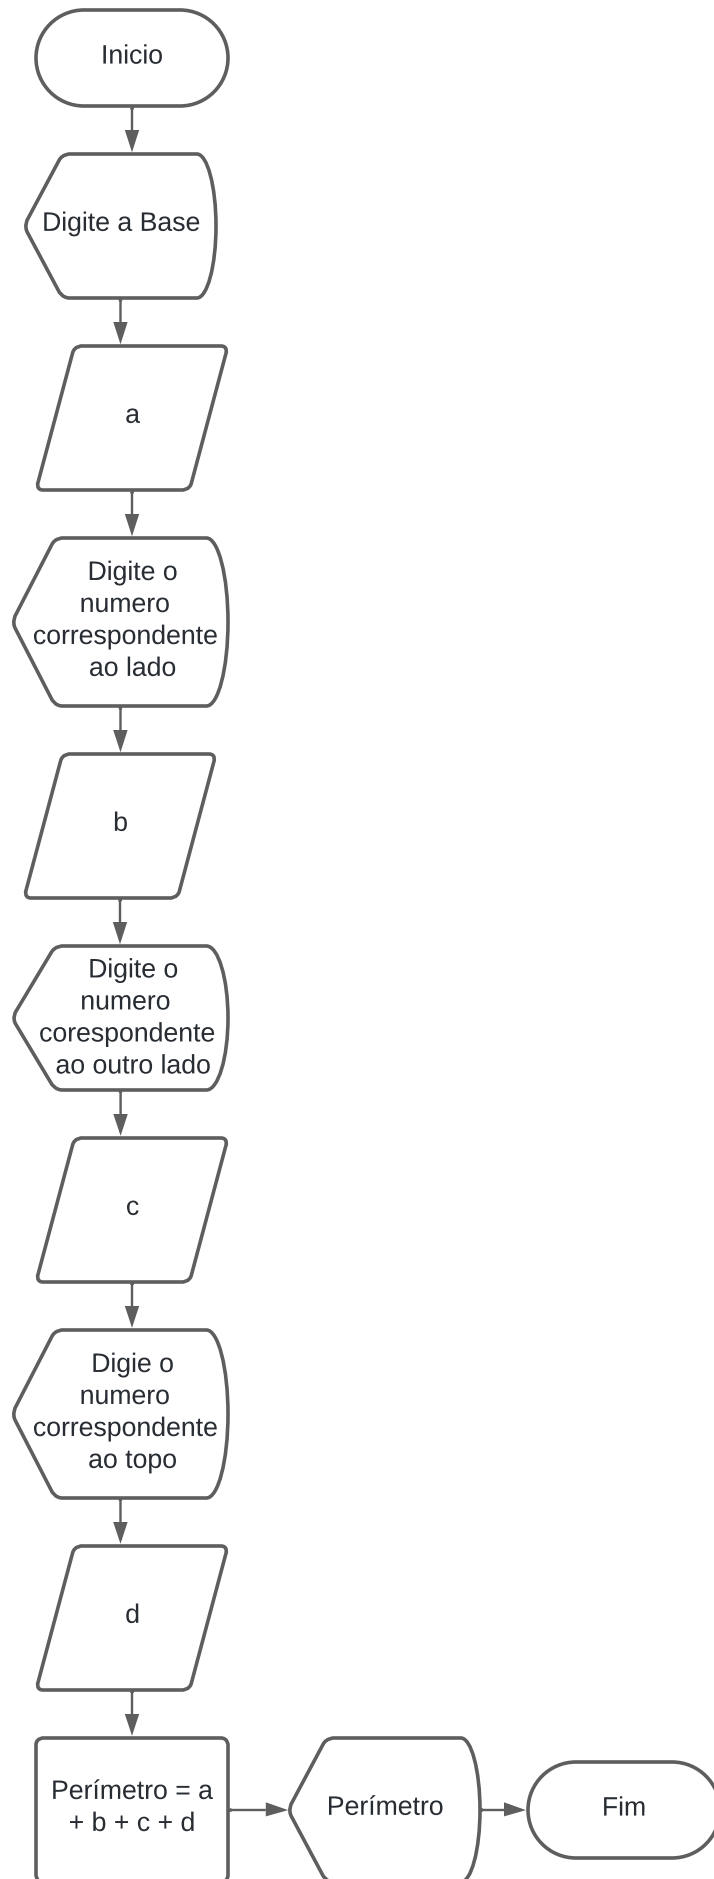 Inicio
Digite a Base
a
Digite o
numero
correspondente
ao lado
b
Digite o
numero
corespondente
ao outro lado
c
Digie o
numero
correspondente
ao topo
d
Perímetro = a
+ b + c + d
Perímetro
Fim